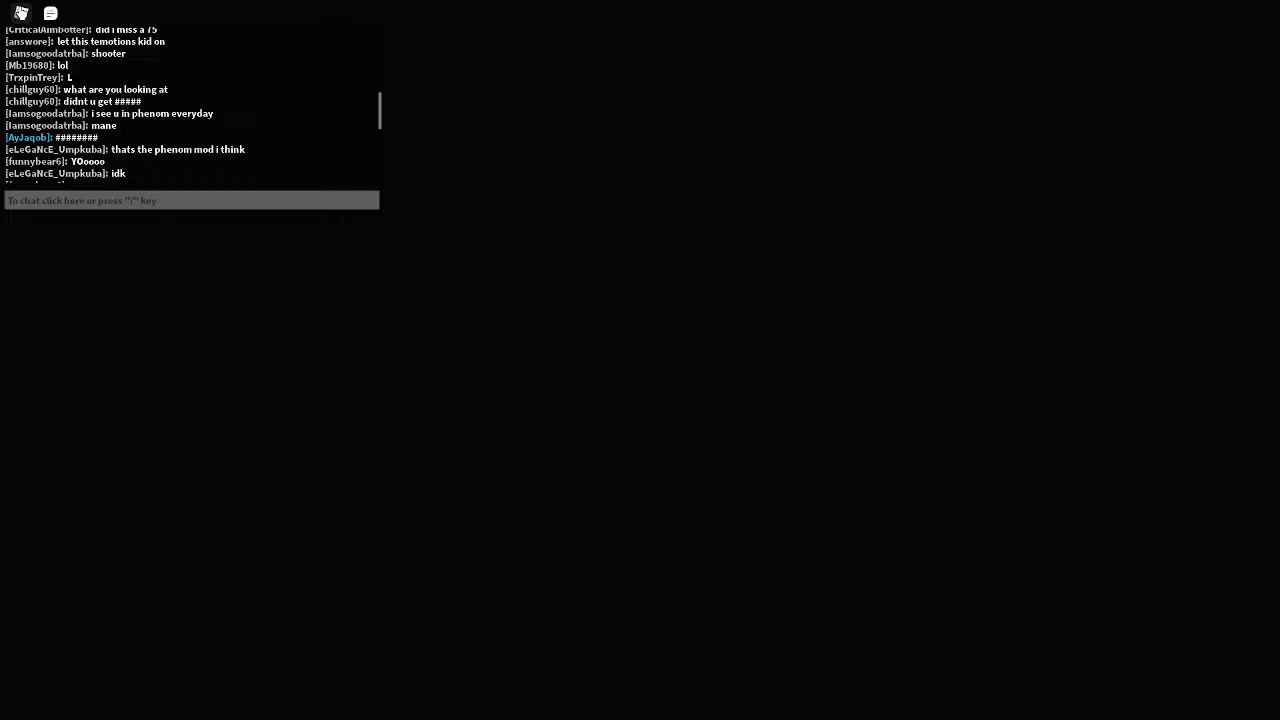 [CriticalAimbotter]: did i miss a 75
[answore]: let this temotions kid on
[Iamsogoodatrba]: shooter
[Mb19680]: lol
[TrxpinTrey]: L
[chillguy60]: what are you looking at
[chillguy60]: didnt u get #####
[Iamsogoodatrba]: i see u in phenom everyday
[Iamsogoodatrba]: mane
[AyJaqob]: ########
[eLeGaNcE_Umpkuba]: thats the phenom mod i think
[funnybear6]: YOoooo
[eLeGaNcE_Umpkuba]: idk
To chat click here or press "/" key